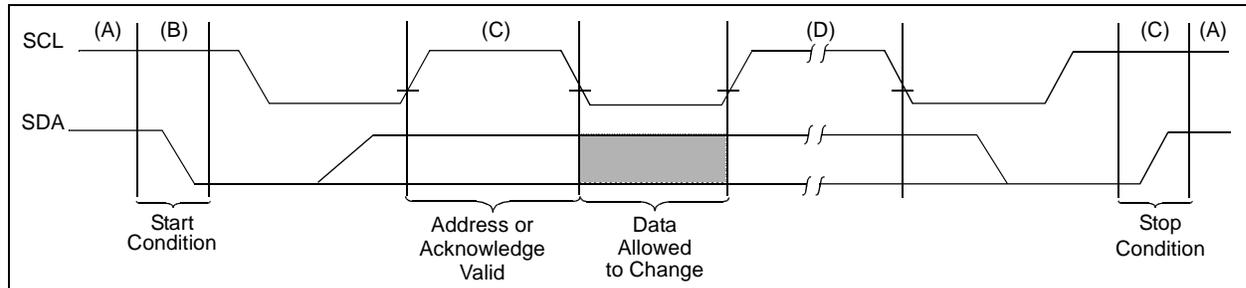 (A)
(B)
(C)
(D)
(C)
(A)
SCL
SDA
Start
Condition
Address or
Acknowledge
Valid
Data
Allowed
to Change
Stop
Condition